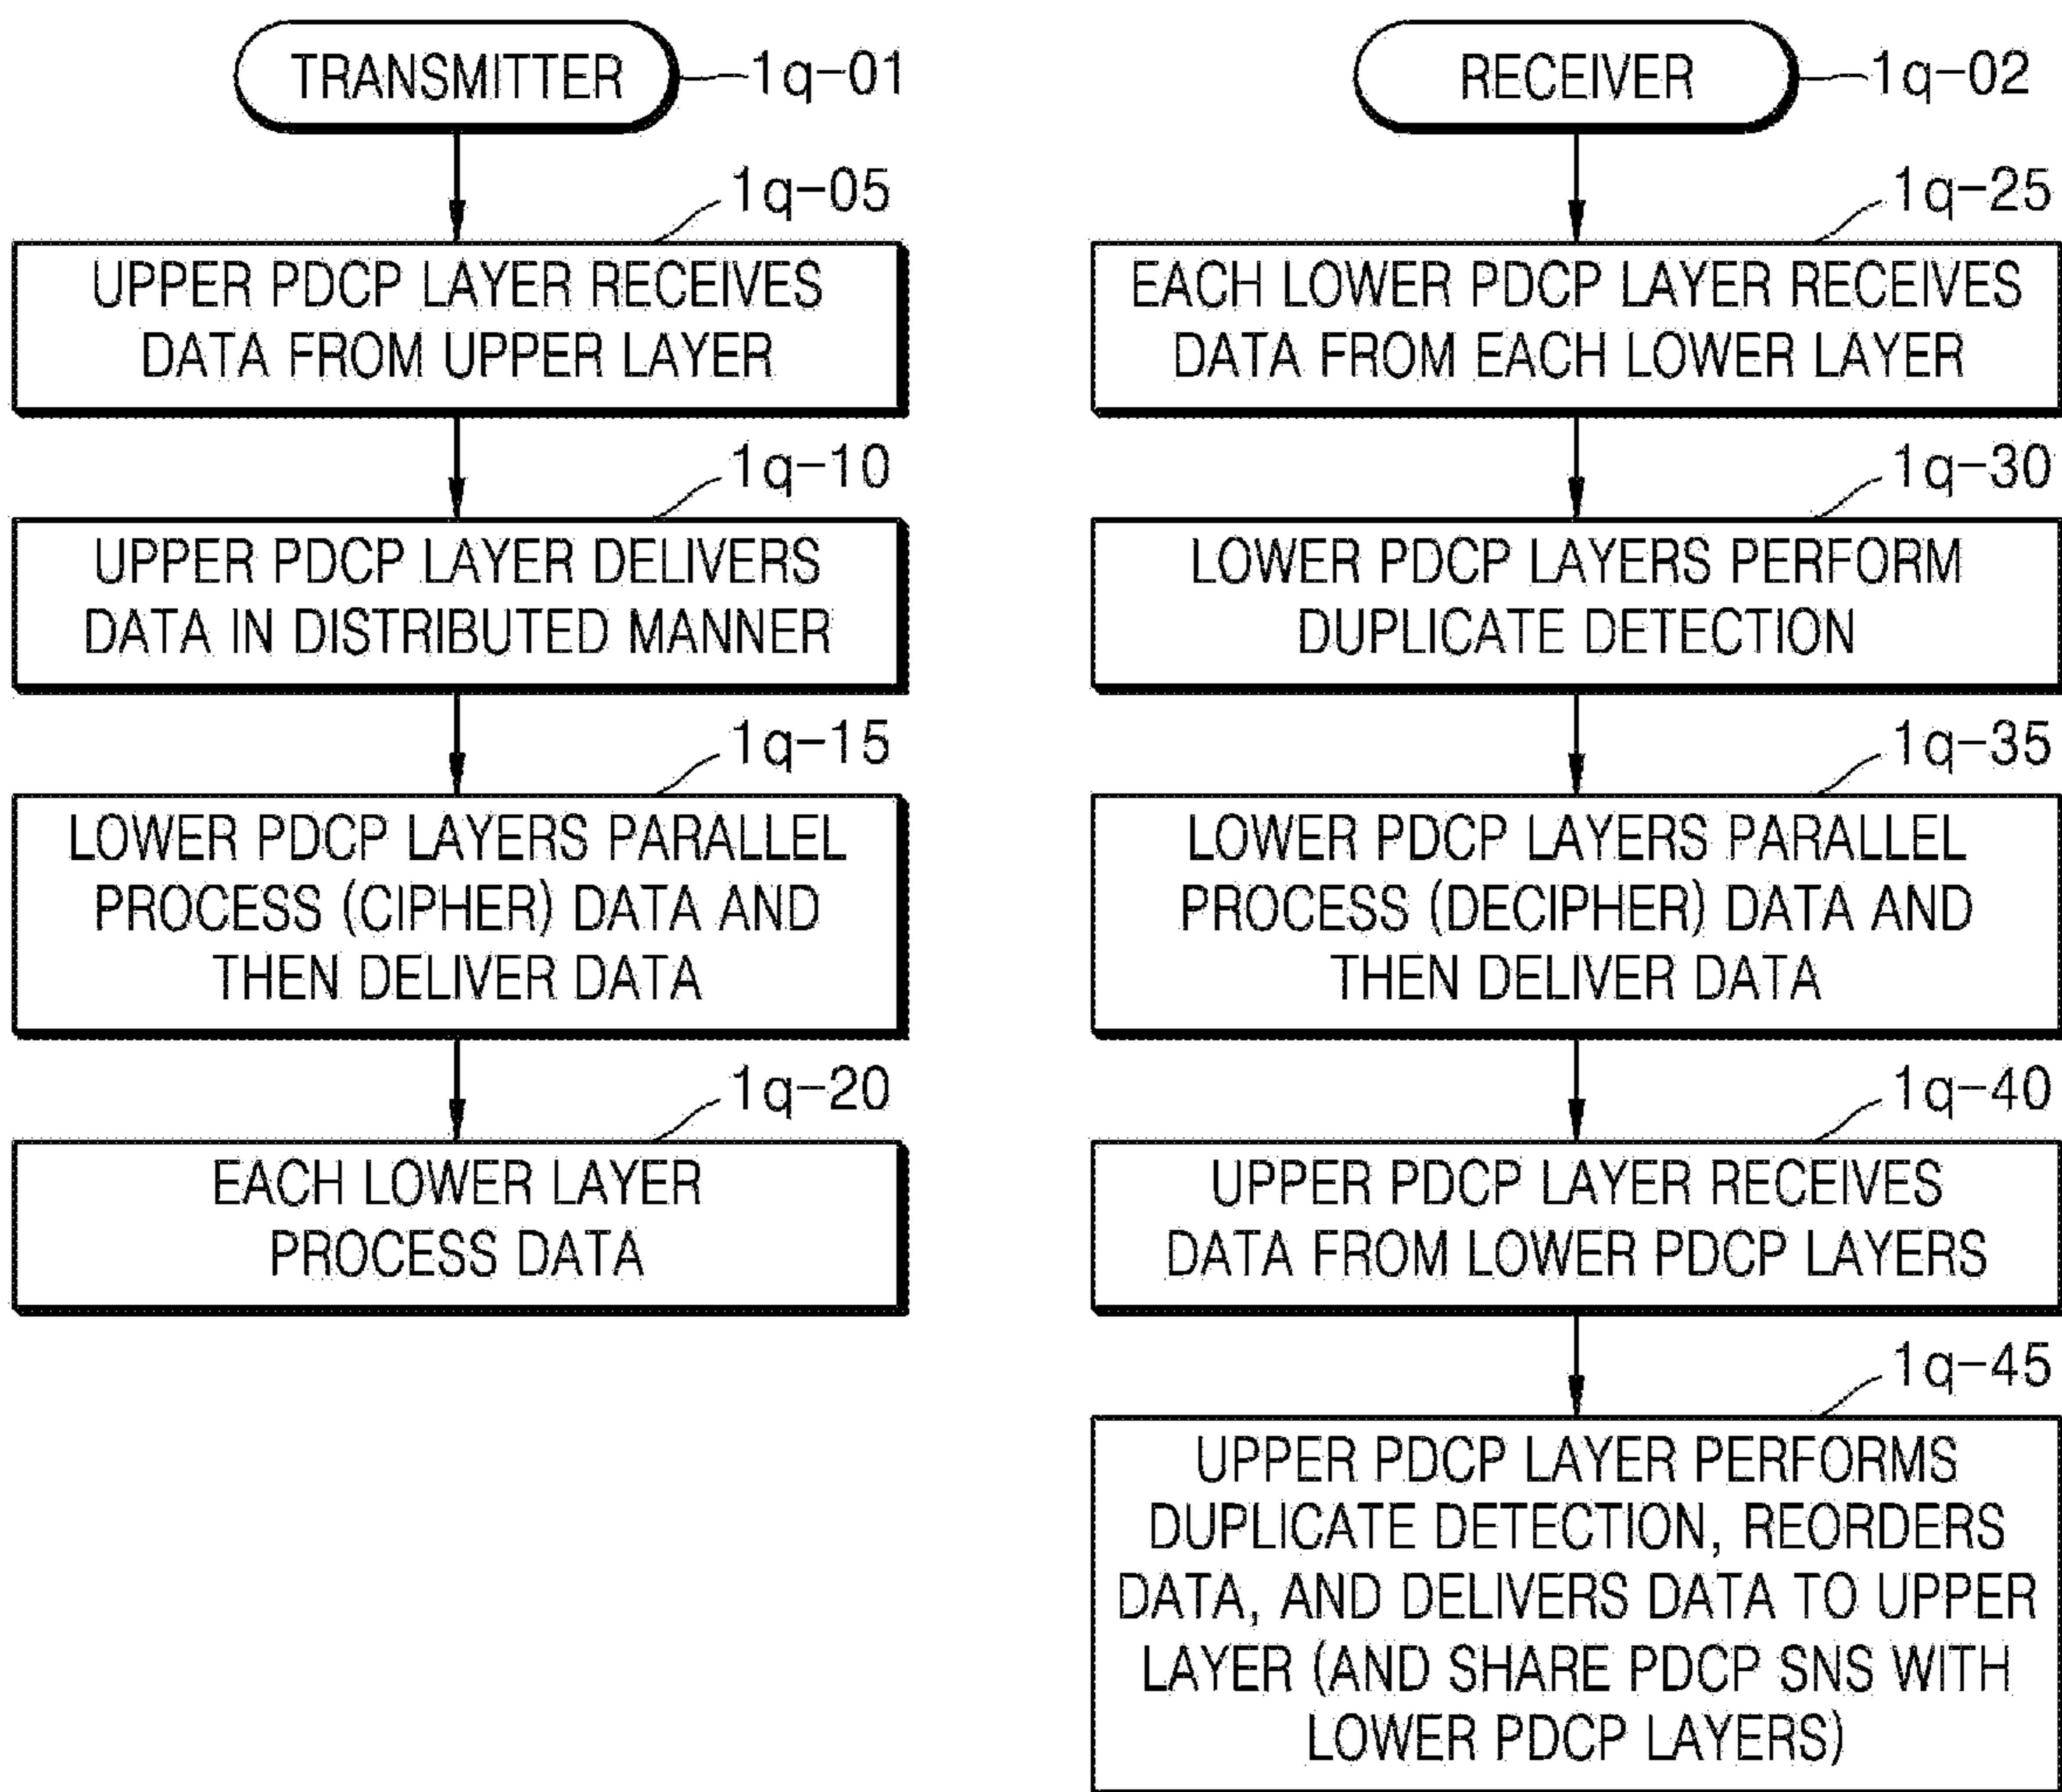 TRANSMITTER
1q-01
1q-05
UPPER PDCP LAYER RECEIVES
DATA FROM UPPER LAYER
1q-10
UPPER PDCP LAYER DELIVERS
DATA IN DISTRIBUTED MANNER
1q-15
LOWER PDCP LAYERS PARALLEL
PROCESS (CIPHER) DATA AND
THEN DELIVER DATA
1q-20
EACH LOWER LAYER
PROCESS DATA
RECEIVER
1q-02
1q-25
EACH LOWER PDCP LAYER RECEIVES
DATA FROM EACH LOWER LAYER
1q-30
LOWER PDCP LAYERS PERFORM
DUPLICATE DETECTION
1q-35
LOWER PDCP LAYERS PARALLEL
PROCESS (DECIPHER) DATA AND
THEN DELIVER DATA
1q-40
UPPER PDCP LAYER RECEIVES
DATA FROM LOWER PDCP LAYERS
1q-45
UPPER PDCP LAYER PERFORMS
DUPLICATE DETECTION, REORDERS
DATA, AND DELIVERS DATA TO UPPER
LAYER (AND SHARE PDCP SNS WITH
LOWER PDCP LAYERS)